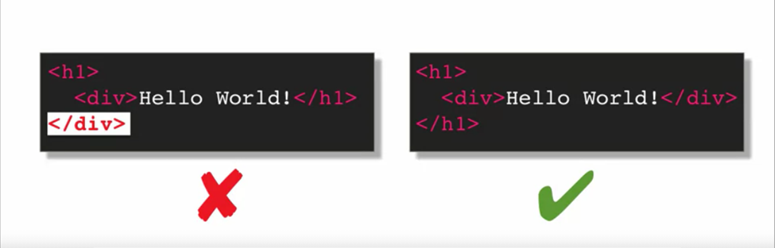 <h1>
<div>Hello World!</h1>
</div>
<h1>
<div>Hello World!</div>
</h1>